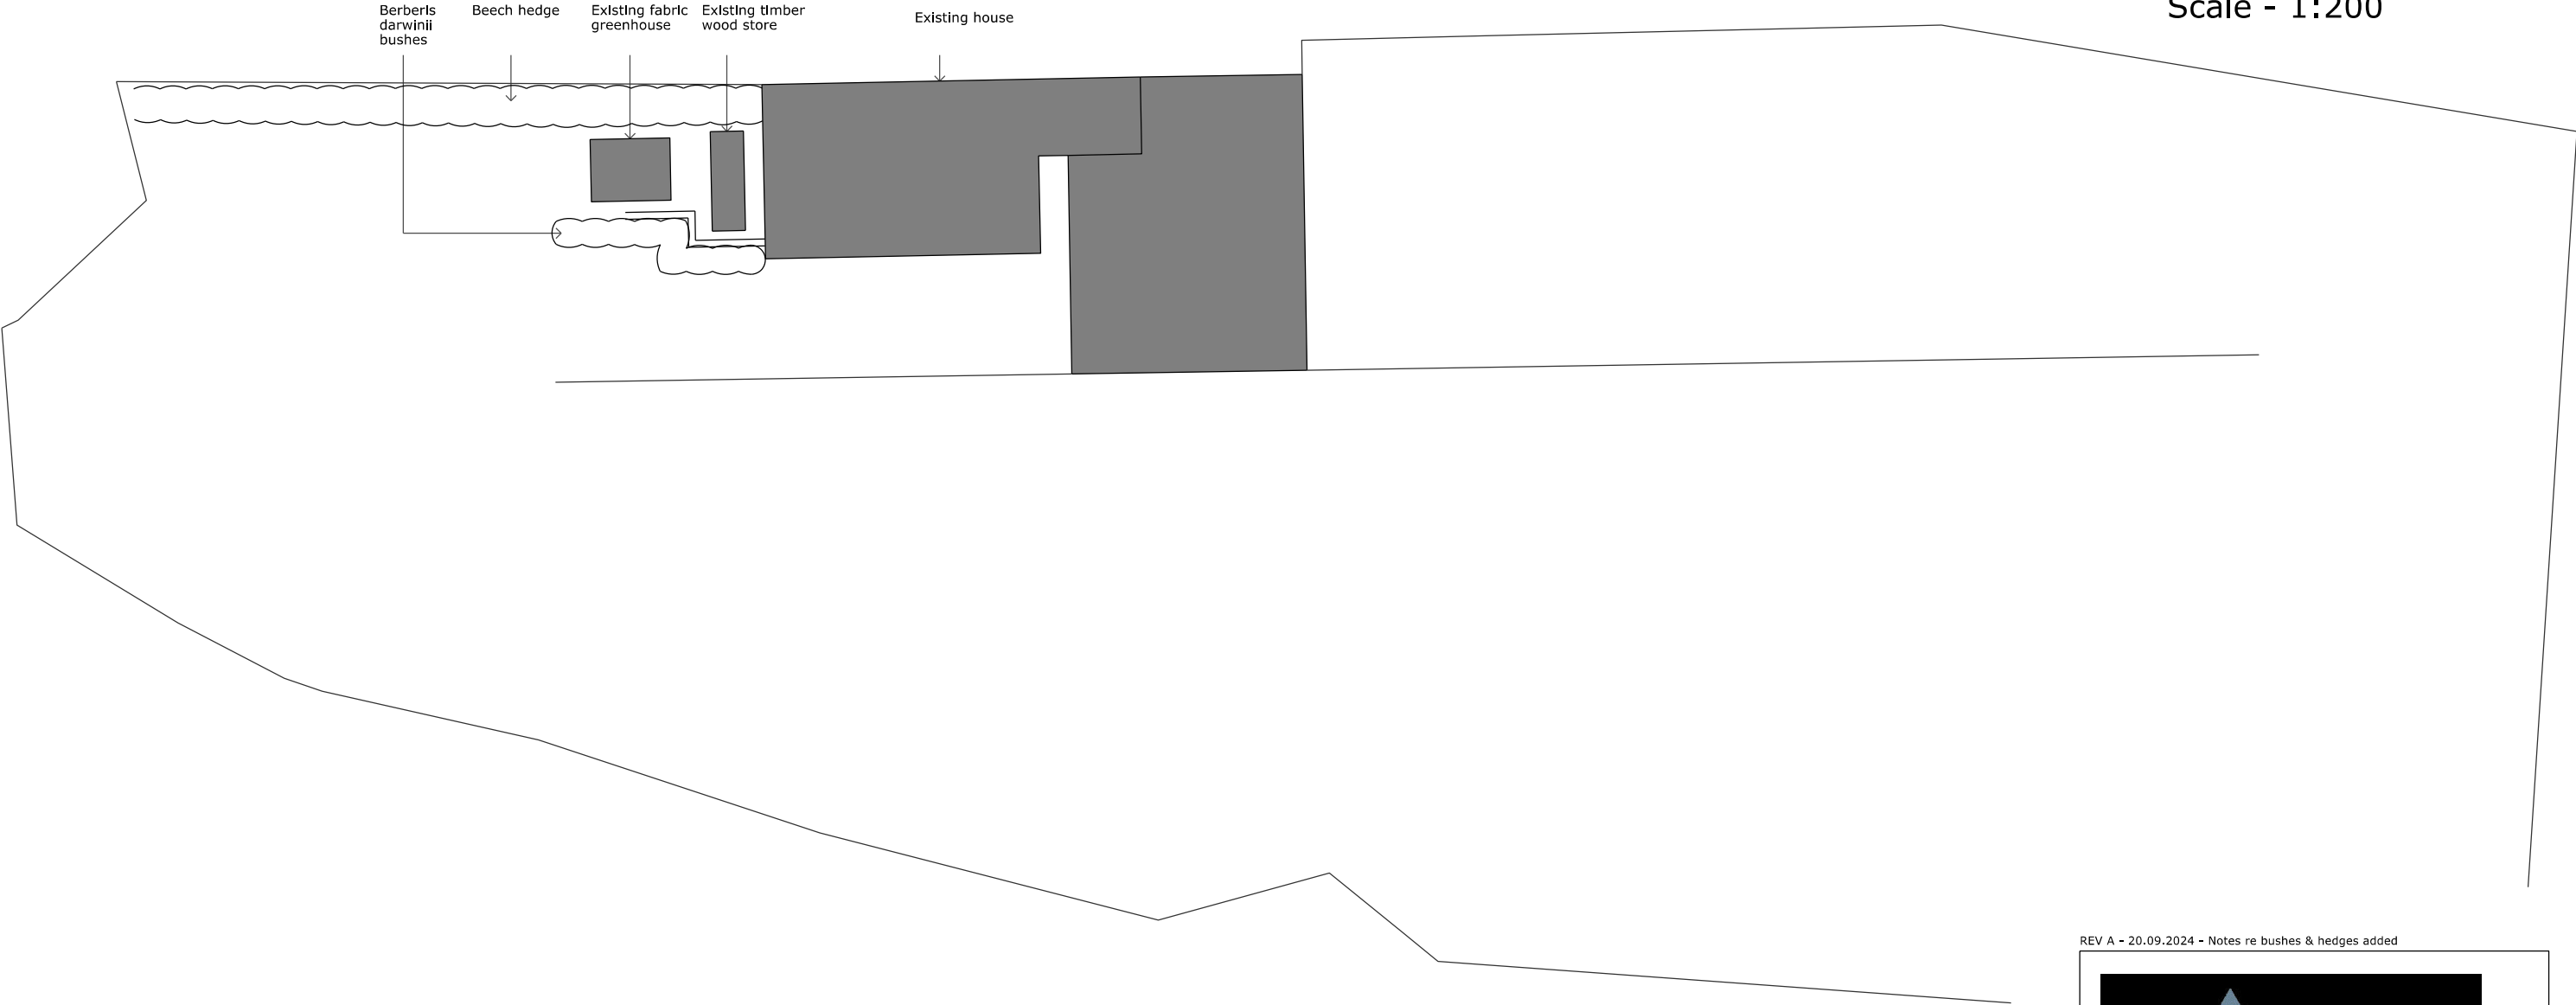 Scale - 1:200
Berberis
darwinii
bushes
Beech hedge
Existing fabric
greenhouse
Existing timber
wood store
Existing house
REV A - 20.09.2024 - Notes re bushes & hedges added